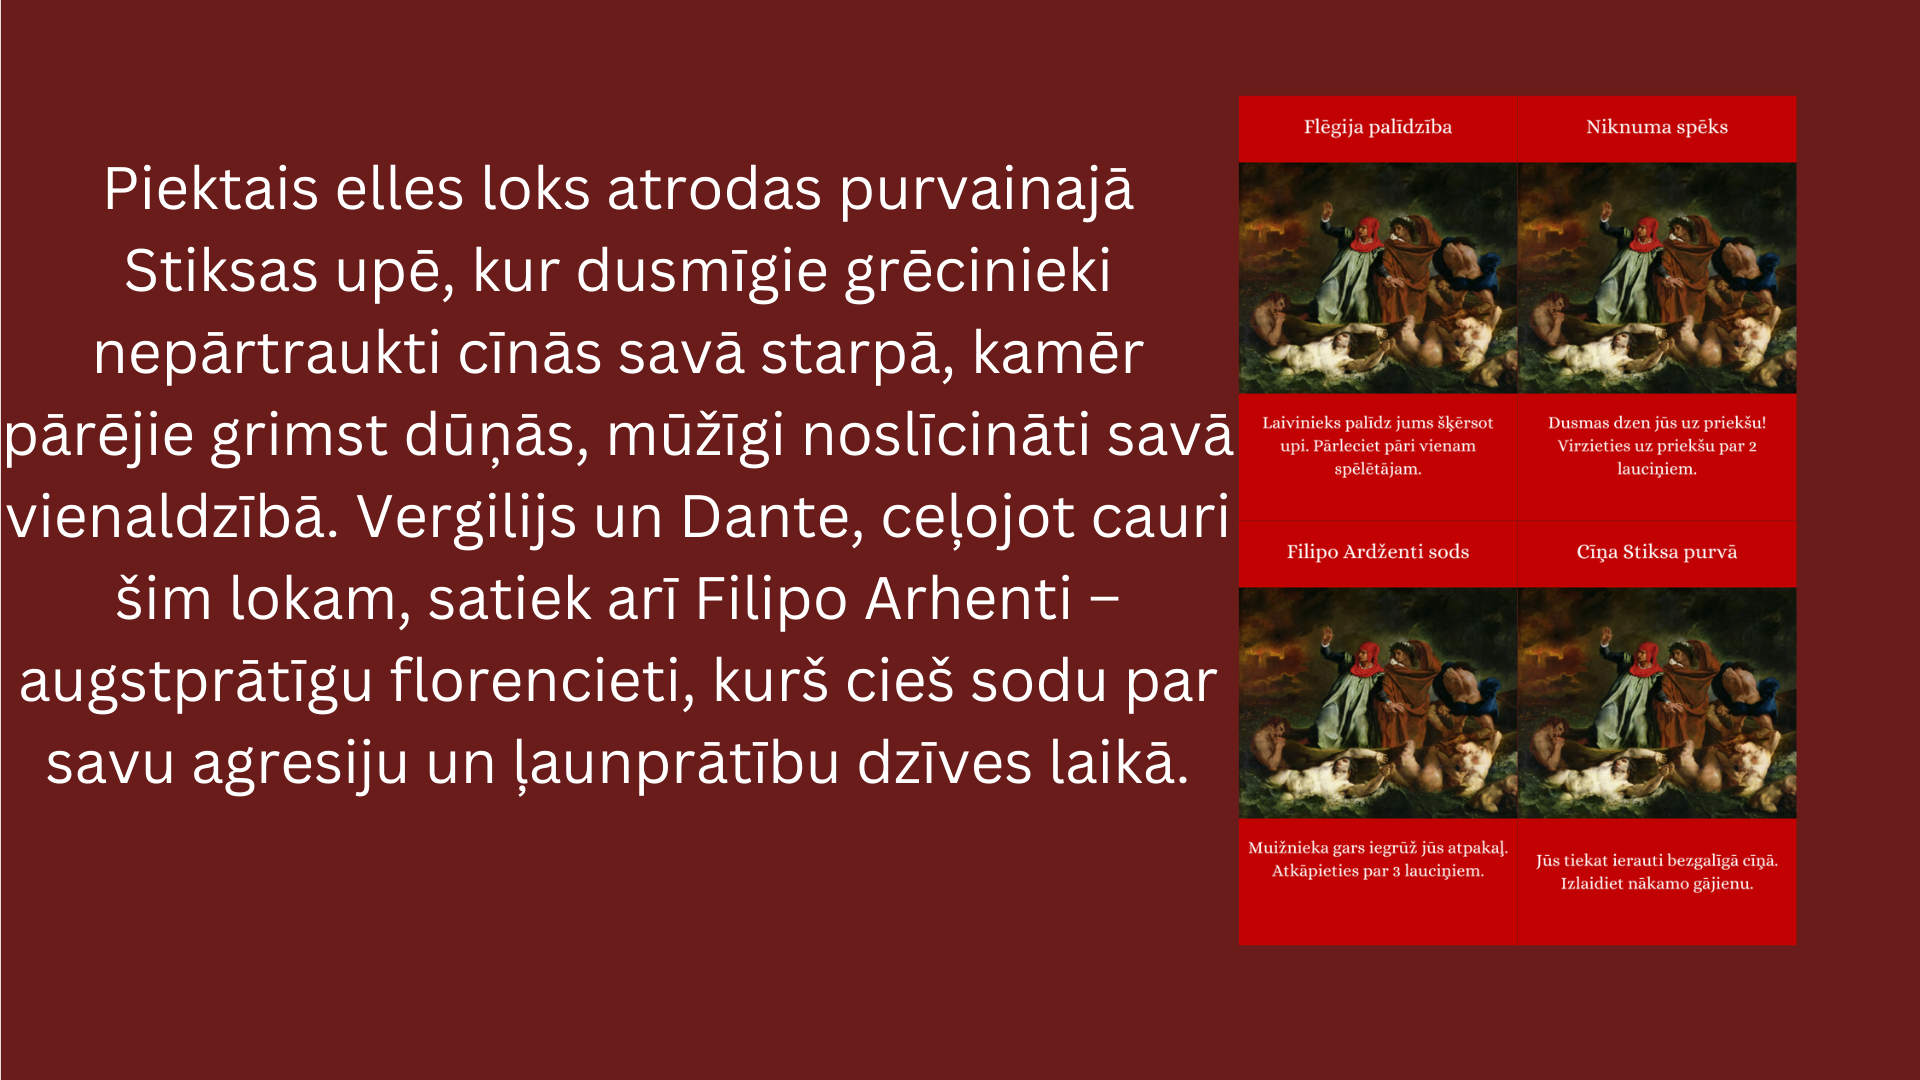 Piektais elles loks atrodas purvainajā
Stiksas upē, kur dusmīgie grēcinieki
nepārtraukti cīnās savā starpā, kamēr
pārējie grimst dūņās, mūžīgi noslīcināti savā
vienaldzībā. Vergilijs un Dante, ceļojot cauri
šim lokam, satiek arī Filipo Arhenti –
augstprātīgu florencieti, kurš cieš sodu par
savu agresiju un ļaunprātību dzīves laikā.
Flēgija palīdzība
Laivinieks palīdz jums šķērsot
upi. Pārleciet pāri vienam
spēlētājam.
Niknuma spēks
Dusmas dzen jūs uz priekšu!
Virzieties uz priekšu par 2
lauciņiem.
Filipo Ardženti sods
Muižnieka gars iegrūž jūs atpakaļ.
Atkāpieties par 3 lauciņiem.
Cīņa Stiksa purvā
Jūs tiekat ierauti bezgalīgā cīņā.
Izlaidiet nākamo gājienu.